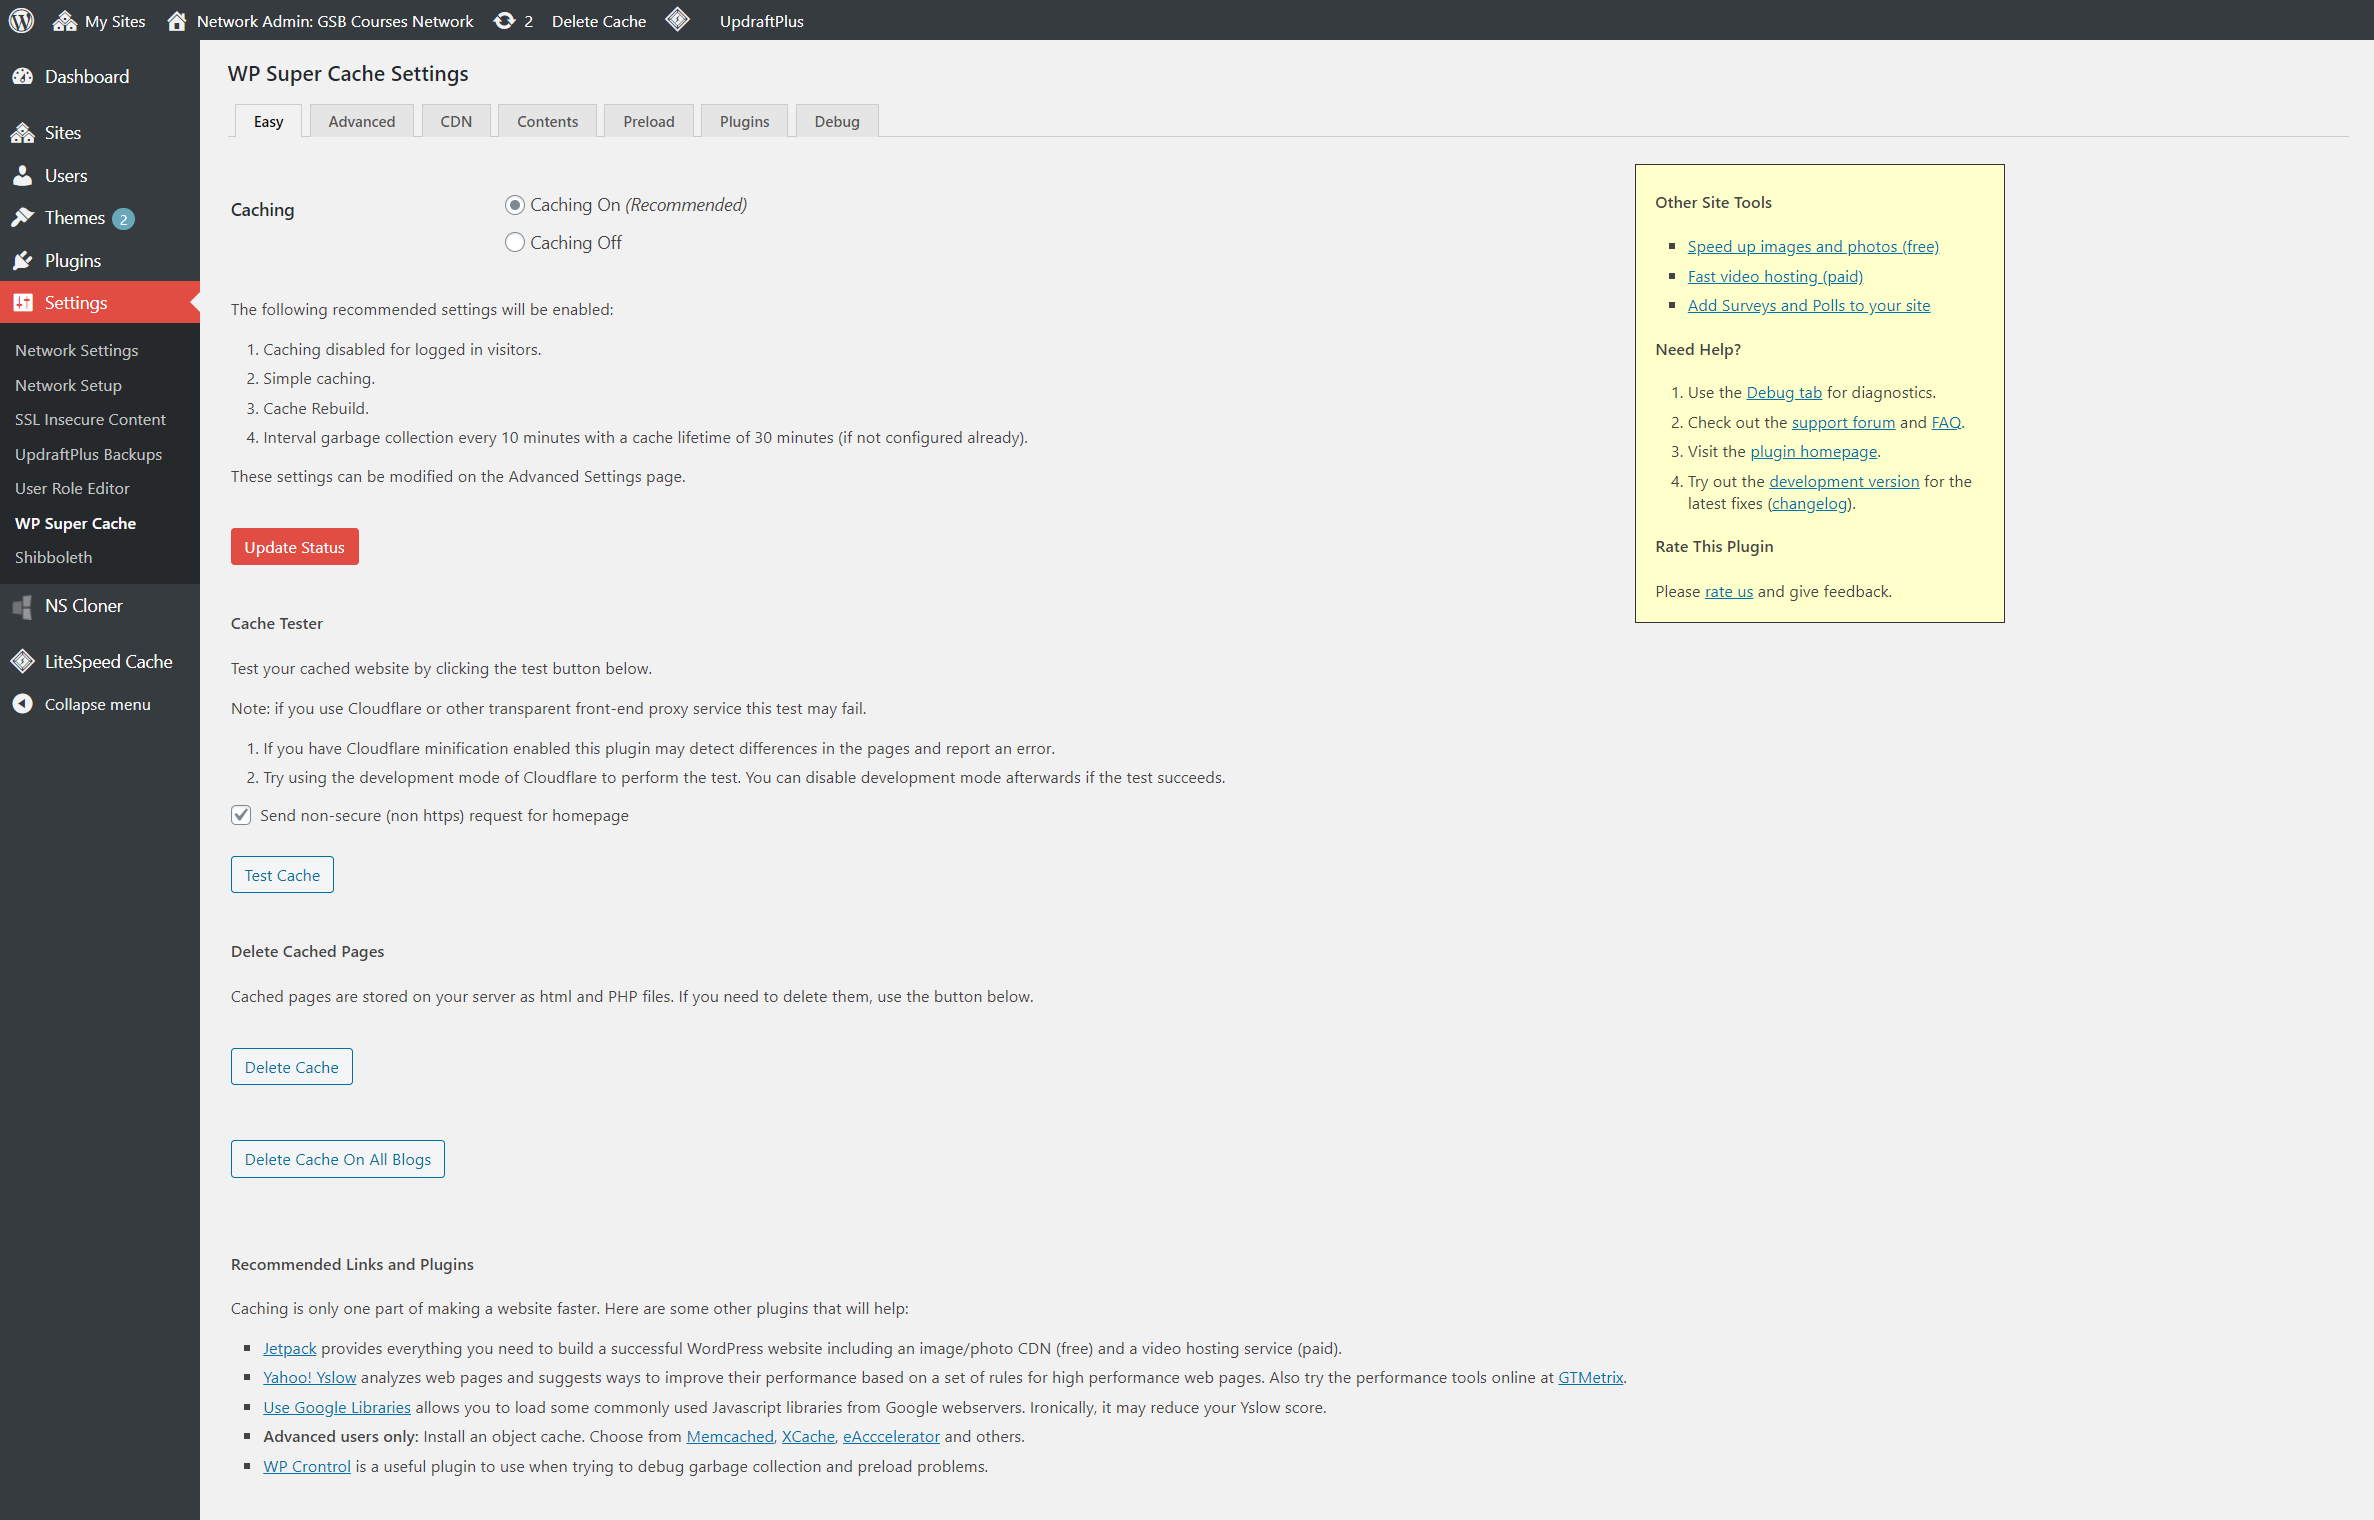 My Sites Network Admin: GSB Courses Network 2 Delete Cache UpdraftPlus
Dashboard
Sites
Users
Themes 2
Plugins
Settings
Network Settings
Network Setup
SSL Insecure Content
UpdraftPlus Backups
User Role Editor
WP Super Cache
Shibboleth
NS Cloner
LiteSpeed Cache
Collapse menu
WP Super Cache Settings
Easy Advanced CDN Contents Preload Plugins Debug
Caching
Caching On (Recommended)
Caching Off
The following recommended settings will be enabled:
1. Caching disabled for logged in visitors.
2. Simple caching.
3. Cache Rebuild.
4. Interval garbage collection every 10 minutes with a cache lifetime of 30 minutes (if not configured already).
These settings can be modified on the Advanced Settings page.
Update Status
Cache Tester
Test your cached website by clicking the test button below.
Note: if you use Cloudflare or other transparent front-end proxy service this test may fail.
1. If you have Cloudflare minification enabled this plugin may detect differences in the pages and report an error.
2. Try using the development mode of Cloudflare to perform the test. You can disable development mode afterwards if the test succeeds.
Send non-secure (non https) request for homepage
Test Cache
Delete Cached Pages
Cached pages are stored on your server as html and PHP files. If you need to delete them, use the button below.
Delete Cache
Delete Cache On All Blogs
Recommended Links and Plugins
Caching is only one part of making a website faster. Here are some other plugins that will help:
Jetpack provides everything you need to build a successful WordPress website including an image/photo CDN (free) and a video hosting service (paid).
Yahoo! Yslow analyzes web pages and suggests ways to improve their performance based on a set of rules for high performance web pages. Also try the performance tools online at GTMetrix.
Use Google Libraries allows you to load some commonly used Javascript libraries from Google webservers. Ironically, it may reduce your Yslow score.
Advanced users only: Install an object cache. Choose from Memcached, XCache, eAcccelerator and others.
WP Crontrol is a useful plugin to use when trying to debug garbage collection and preload problems.
Other Site Tools
Speed up images and photos (free)
Fast video hosting (paid)
Add Surveys and Polls to your site
Need Help?
1. Use the Debug tab for diagnostics.
2. Check out the support forum and FAQ.
3. Visit the plugin homepage.
4. Try out the development version for the
latest fixes (changelog).
Rate This Plugin
Please rate us and give feedback.